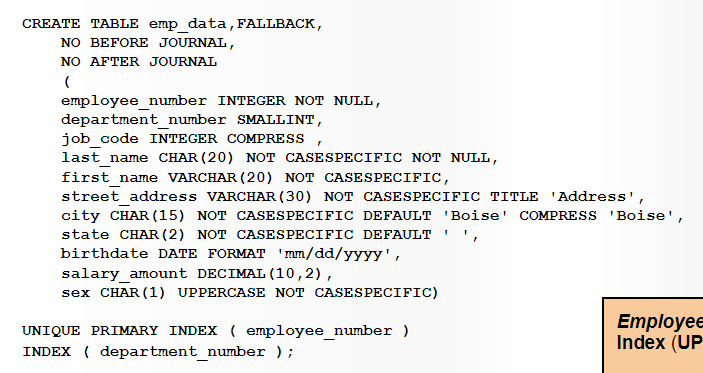 CREATE TABLE emp_data,FALLBACK,
NO BEFORE JOURNAL,
NO AFTER JOURNAL
(
employee_number INTEGER NOT NULL,
department_number SMALLINT,
job_code INTEGER COMPRESS ,
last_name CHAR(20) NOT CASESPECIFIC NOT NULL,
first_name VARCHAR(20) NOT CASESPECIFIC,
street_address VARCHAR(30) NOT CASESPECIFIC TITLE 'Address',
city CHAR(15) NOT CASESPECIFIC DEFAULT 'Boise' COMPRESS 'Boise',
state CHAR(2) NOT CASESPECIFIC DEFAULT ' ',
birthdate DATE FORMAT 'mm/dd/yyyy',
salary_amount DECIMAL(10,2),
sex CHAR(1) UPPERCASE NOT CASESPECIFIC)
UNIQUE PRIMARY INDEX ( employee_number )
INDEX ( department_number );
Employee
Index (UP